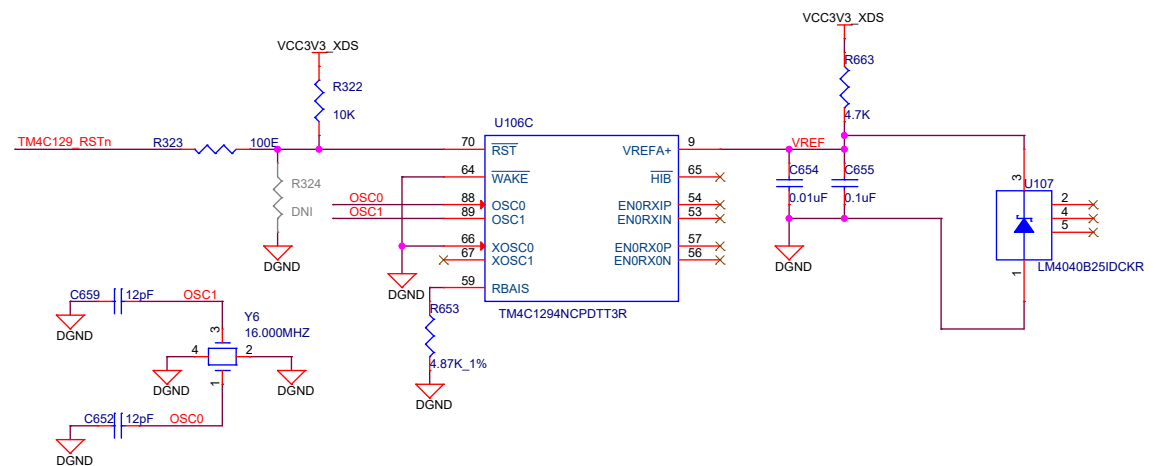 VCC3V3_XDS
VCC3V3_XDS
R322
10K
R663
4.7K
U106C
TM4C129_RSTn
R323
100E
70
RST
VREFA+
9
VREF
64
WAKE
HIB
65
R324
DNI
OSC0
88
OSC0
EN0RXIP
54
OSC1
89
OSC1
EN0RXIN
53
C654
0.01uF
C655
0.1uF
3
U107
2
4
5
1
LM4040B25IDCKR
66
XOSC0
EN0RX0P
57
67
XOSC1
EN0RX0N
56
DGND
DGND
DGND
59
RBAIS
TM4C1294NCPDTT3R
R653
4.87K_1%
DGND
C659
12pF
OSC1
DGND
Y6
16.000MHZ
3
4
2
1
DGND
DGND
C652
12pF
OSC0
DGND